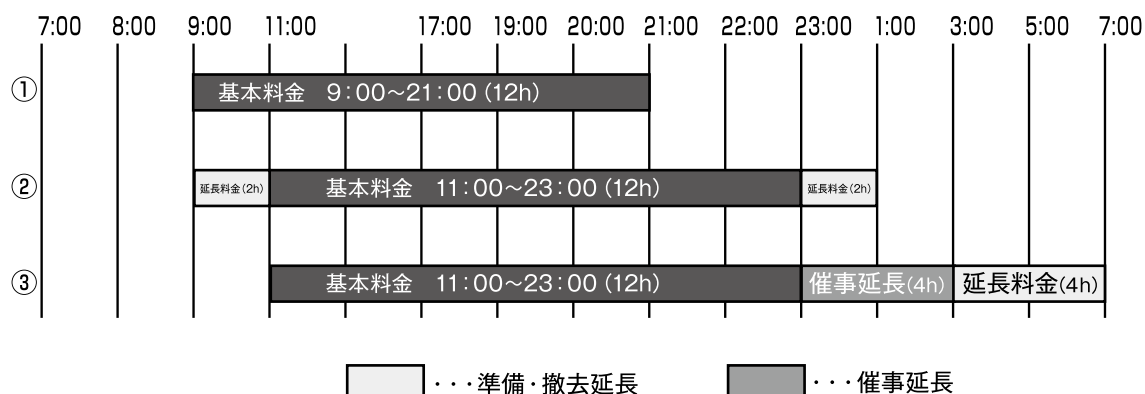 7:00 8:00 9:00 11:00 17:00 19:00 20:00 21:00 22:00 23:00 1:00 3:00 5:00 7:00
① 基本料金 9：00～21：00（12h）
② 延長料金（2h） 基本料金 11：00～23：00（12h） 延長料金（2h）
③ 基本料金 11：00～23：00（12h） 催事延長（4h） 延長料金（4h）
・・・準備・撤去延長 ・・・催事延長